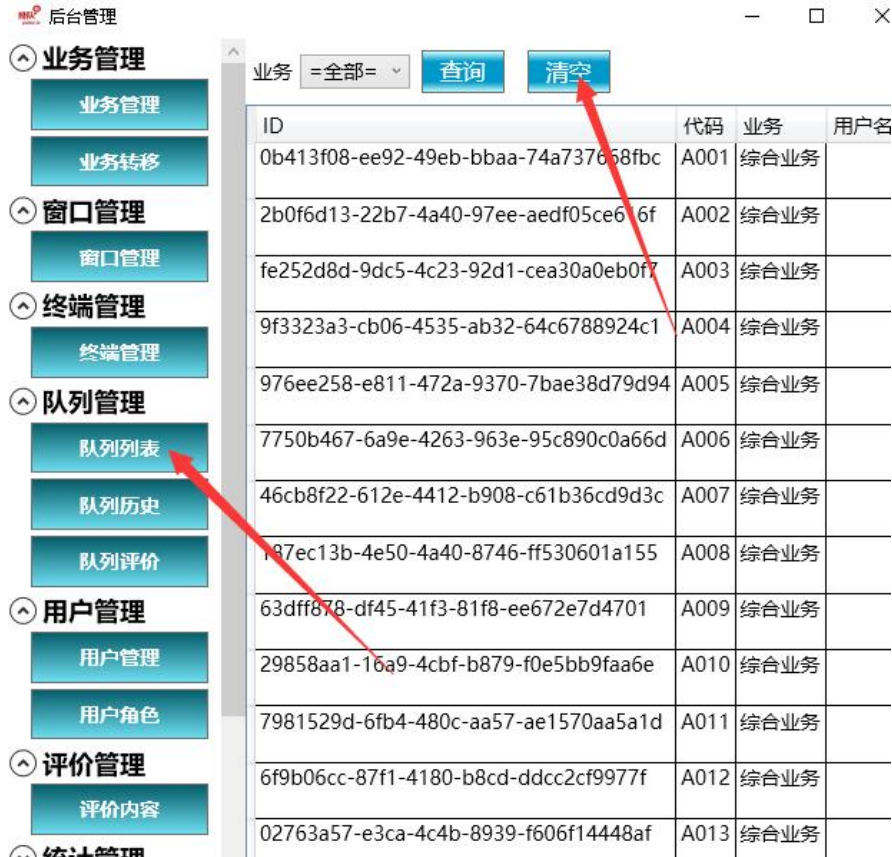 后台管理
业务管理
业务管理
业务转移
窗口管理
窗口管理
终端管理
终端管理
队列管理
队列列表
队列历史
队列评价
用户管理
用户管理
用户角色
评价管理
评价内容
统计管理
业务 =全部= 查询 清空
ID 代码 业务 用户名
0b413f08-ee92-49eb-bbaa-74a737668fbc A001 综合业务
2b0f6d13-22b7-4a40-97ee-aedf05ce616f A002 综合业务
fe252d8d-9dc5-4c23-92d1-cea30a0eb0f7 A003 综合业务
9f3323a3-cb06-4535-ab32-64c6788924c1 A004 综合业务
976ee258-e811-472a-9370-7bae38d79d94 A005 综合业务
7750b467-6a9e-4263-963e-95c890c0a66d A006 综合业务
46cb8f22-612e-4412-b908-c61b36cd9d3c A007 综合业务
187ec13b-4e50-4a40-8746-ff530601a155 A008 综合业务
63dff878-df45-41f3-81f8-ee672e7d4701 A009 综合业务
29858aa1-16a9-4cbf-b879-f0e5bb9faa6e A010 综合业务
7981529d-6fb4-480c-aa57-ae1570aa5a1d A011 综合业务
6f9b06cc-87f1-4180-b8cd-ddcc2cf9977f A012 综合业务
02763a57-e3ca-4c4b-8939-f606f14448af A013 综合业务